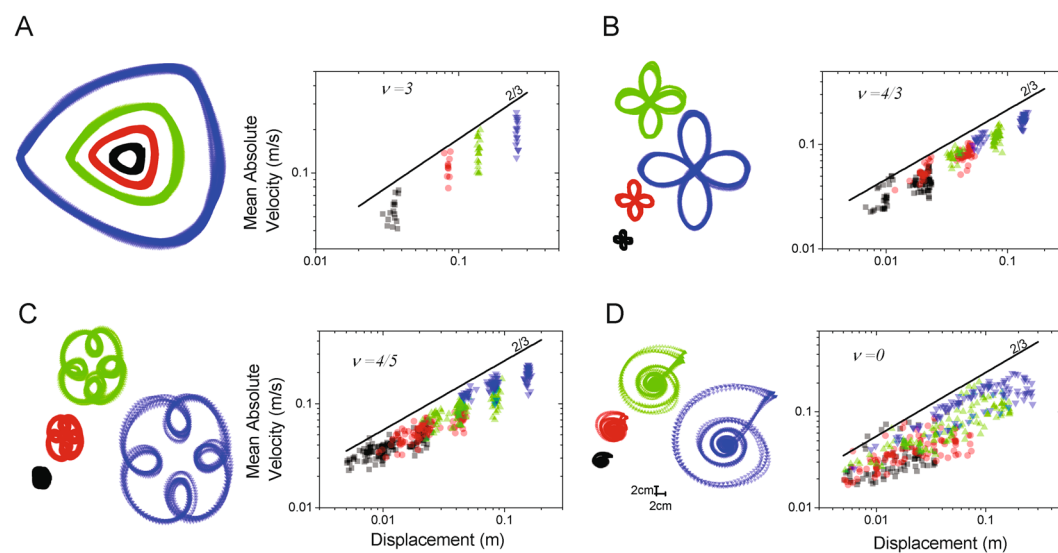 A
ν=3
2/3
Mean Absolute
Velocity (m/s)
0.1
0.01
0.1
B
ν=4/3
2/3
0.1
0.01
0.01
0.1
C
ν=4/5
2/3
Mean Absolute
Velocity (m/s)
0.1
0.01
0.01
0.1
Displacement (m)
D
2cm
2cm
ν=0
2/3
0.1
0.01
0.01
0.1
Displacement (m)